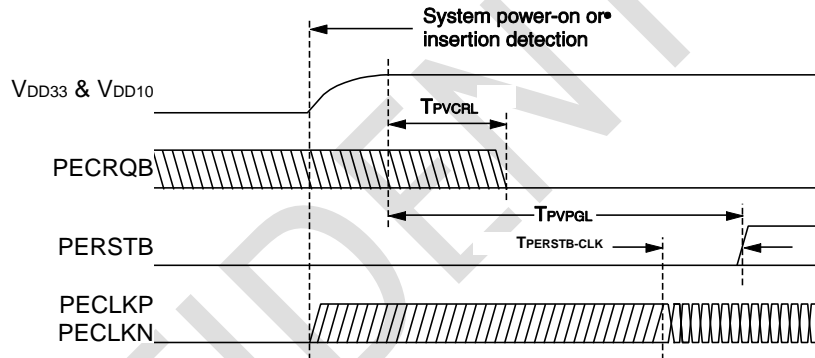 System power-on or•
insertion detection
VDD33 & VDD10
TPVCRL
PECRQB
TPVPGL
PERSTB
TPERSTB-CLK
PECLKP
PECLKN